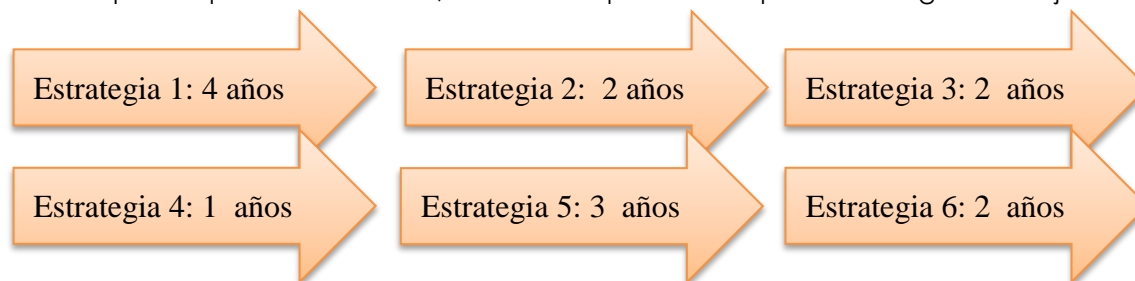 Estrategia 1: 4 años
Estrategia 2: 2 años
Estrategia 3: 2 años
Estrategia 4: 1 años
Estrategia 5: 3 años
Estrategia 6: 2 años